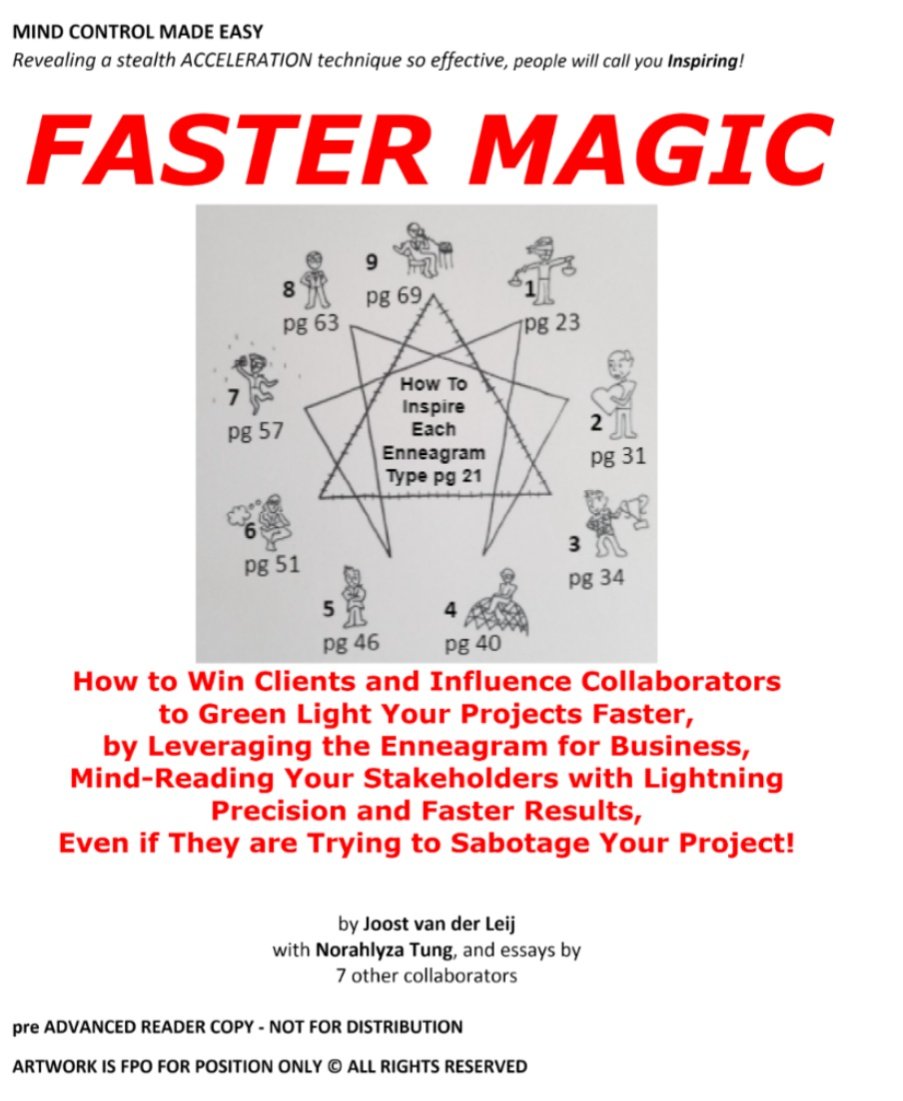 MIND CONTROL MADE EASY
Revealing a stealth ACCELERATION technique so effective, people will call you Inspiring!
FASTER MAGIC
9
pg 69
8
pg 63
1
pg 23
7
pg 57
2
pg 31
How To
Inspire
Each
Enneagram
Type pg 21
6
pg 51
3
pg 34
5
pg 46
4
pg 40
How to Win Clients and Influence Collaborators
to Green Light Your Projects Faster,
by Leveraging the Enneagram for Business,
Mind-Reading Your Stakeholders with Lightning
Precision and Faster Results,
Even if They are Trying to Sabotage Your Project!
by Joost van der Leij
with Norahlyza Tung, and essays by
7 other collaborators
pre ADVANCED READER COPY - NOT FOR DISTRIBUTION
ARTWORK IS FPO FOR POSITION ONLY © ALL RIGHTS RESERVED